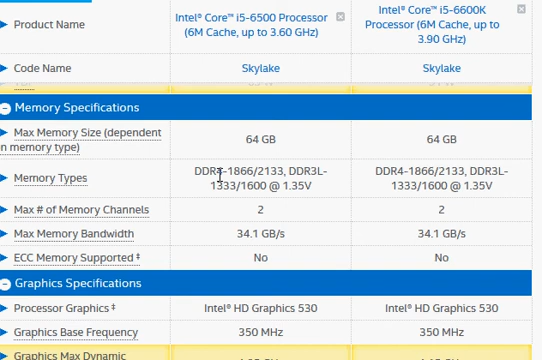 Product Name
Intel® Core™ i5-6500 Processor
(6M Cache, up to 3.60 GHz)
Intel® Core™ i5-6600K
Processor (6M Cache, up to
3.90 GHz)
Code Name Skylake Skylake
Memory Specifications
Max Memory Size (dependent
n memory type) 64 GB 64 GB
Memory Types
DDR4-1866/2133, DDR3L-
1333/1600 @ 1.35V
DDR4-1866/2133, DDR3L-
1333/1600 @ 1.35V
Max # of Memory Channels 2 2
Max Memory Bandwidth 34.1 GB/s 34.1 GB/s
ECC Memory Supported ‡ No No
Graphics Specifications
Processor Graphics ‡ Intel® HD Graphics 530 Intel® HD Graphics 530
Graphics Base Frequency 350 MHz 350 MHz
Graphics Max Dynamic